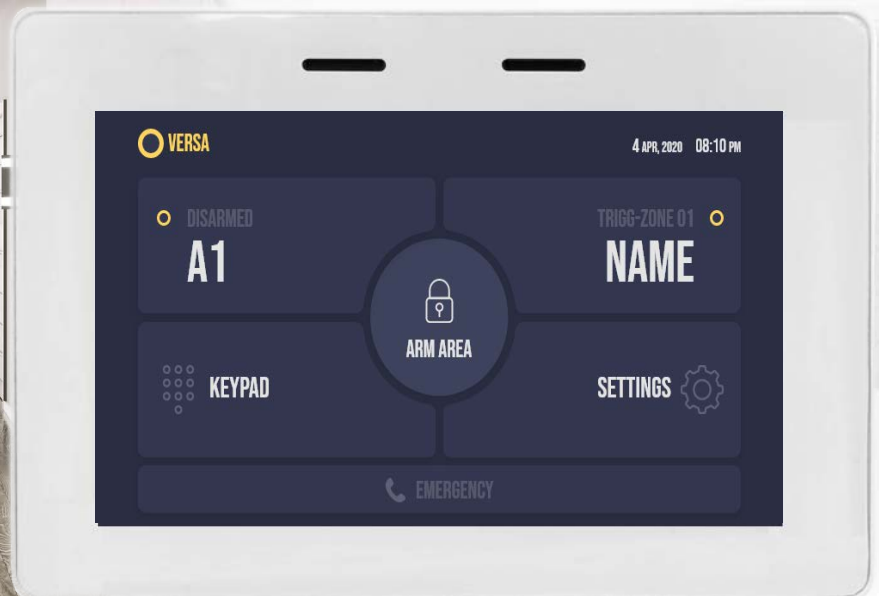 VERSA
4 APR, 2020 08:10 PM
DISARMED
A1
TRIGG-ZONE 01
NAME
ARM AREA
KEYPAD
SETTINGS
EMERGENCY